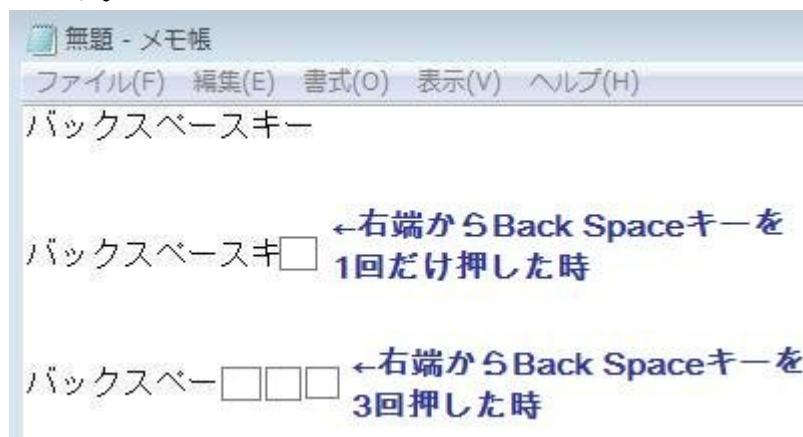 無題 - メモ帳
ファイル(F) 編集(E) 書式(O) 表示(V) ヘルプ(H)
バックスペースキー
バックスペースキ□
←右端からBack Spaceキーを
1回だけ押した時
バックスペー□□□
←右端からBack Spaceキーを
3回押した時